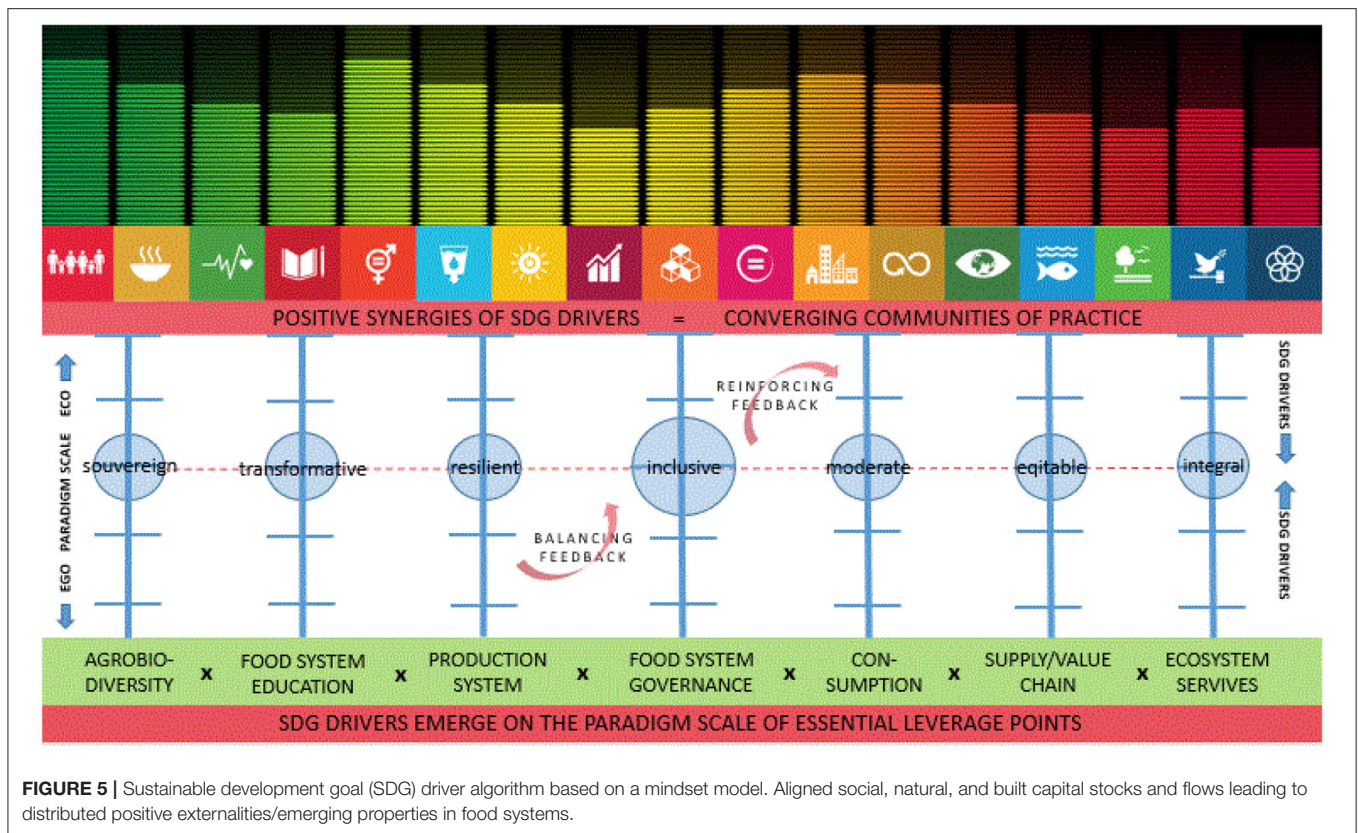 POSITIVE SYNERGIES OF SDG DRIVERS = CONVERGING COMMUNITIES OF PRACTICE
EGO PARADIGM SCALE ECO
REINFORCING
FEEDBACK
SDG DRIVERS
SDG DRIVERS
souvereign
transformative
resilient
inclusive
moderate
eqitable
integral
BALANCING
FEEDBACK
AGROBIO- x FOOD SYSTEM x PRODUCTION x FOOD SYSTEM x CON- x SUPPLY/VALUE x ECOSYSTEM
DIVERSITY EDUCATION SYSTEM GOVERNANCE SUMPTION CHAIN SERVIVES
SDG DRIVERS EMERGE ON THE PARADIGM SCALE OF ESSENTIAL LEVERAGE POINTS
FIGURE 5 | Sustainable development goal (SDG) driver algorithm based on a mindset model. Aligned social, natural, and built capital stocks and flows leading to
distributed positive externalities/emerging properties in food systems.